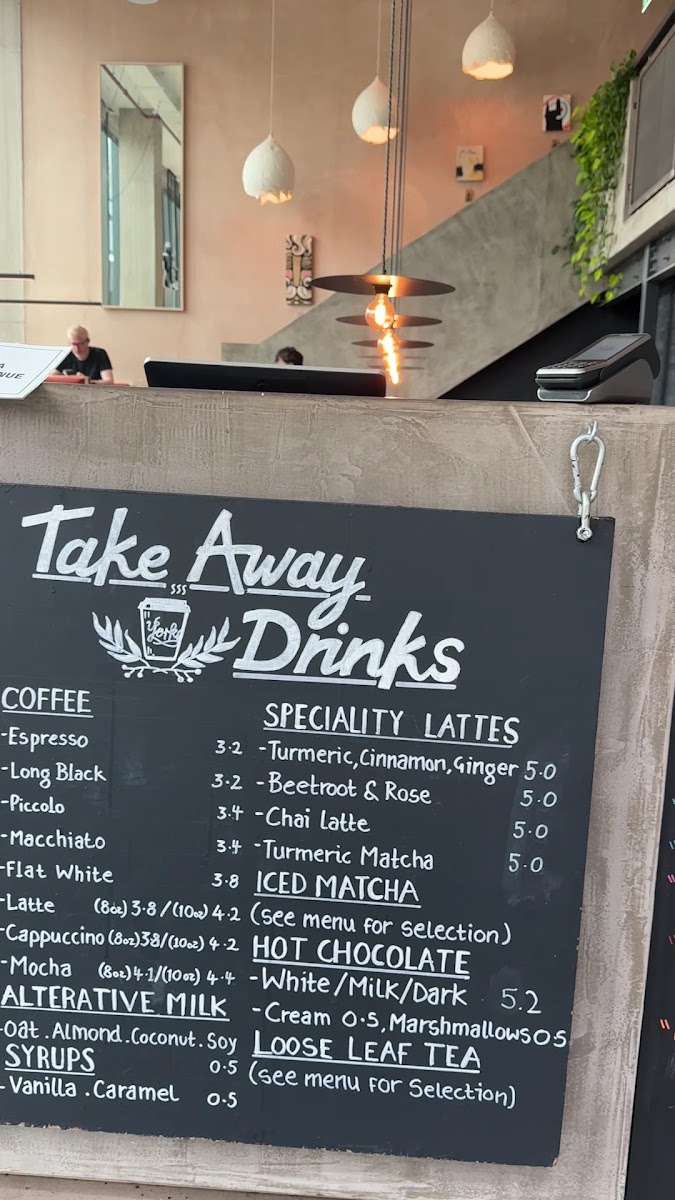 Take Away
Drinks
COFFEE
-Espresso 3.2
-Long Black 3.2
-Piccolo 3.4
-Macchiato 3.4
-Flat White 3.8
-Latte (8oz) 3.8/(10oz) 4.2
-Cappuccino (8oz)3.8/(10oz) 4.2
-Mocha (8oz) 4.1/(10oz) 4.4
ALTERATIVE MILK
-Oat . Almond . Coconut . Soy
0.5
SYRUPS
-Vanilla . Caramel 0.5
SPECIALITY LATTES
-Turmeric, Cinnamon, Ginger 5.0
-Beetroot & Rose 5.0
-Chai latte 5.0
-Turmeric Matcha 5.0
ICED MATCHA
(see menu for selection)
HOT CHOCOLATE
-White/Milk/Dark 5.2
-Cream 0.5, Marshmallows 0.5
LOOSE LEAF TEA
(see menu for Selection)